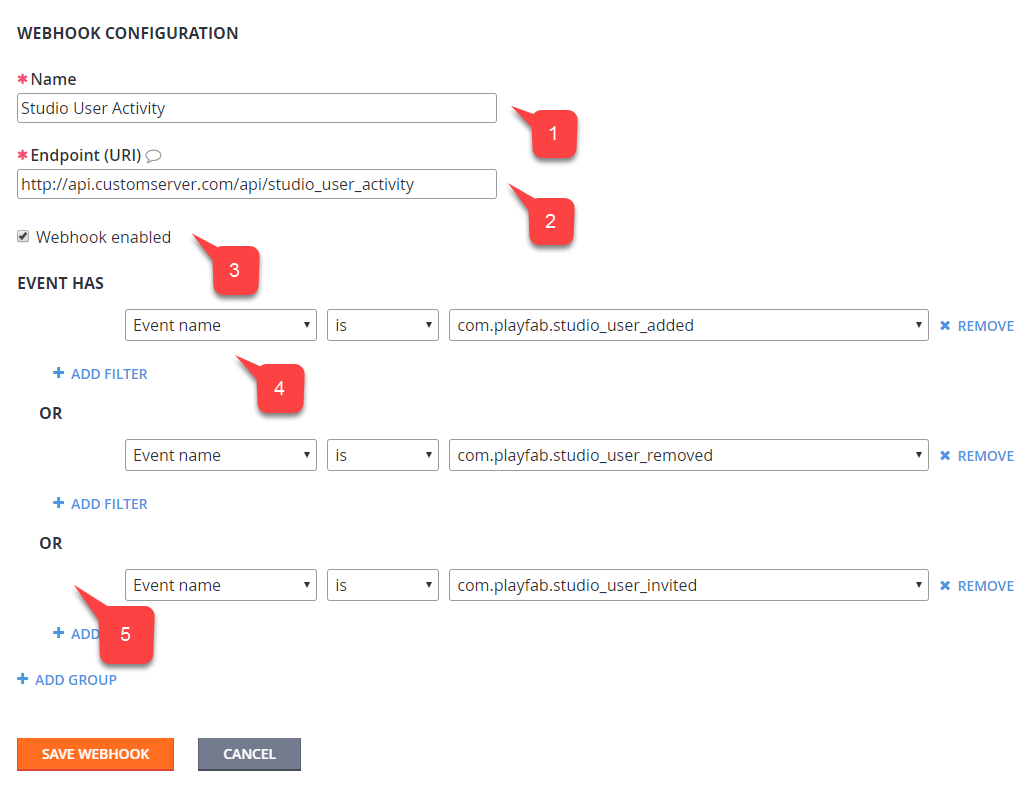 WEBHOOK CONFIGURATION
* Name
Studio User Activity
1
* Endpoint (URI)
http://api.customserver.com/api/studio_user_activity
2
Webhook enabled
3
EVENT HAS
Event name is com.playfab.studio_user_added REMOVE
4
+ ADD FILTER
OR
Event name is com.playfab.studio_user_removed REMOVE
+ ADD FILTER
OR
Event name is com.playfab.studio_user_invited REMOVE
+ ADD
5
+ ADD GROUP
SAVE WEBHOOK CANCEL